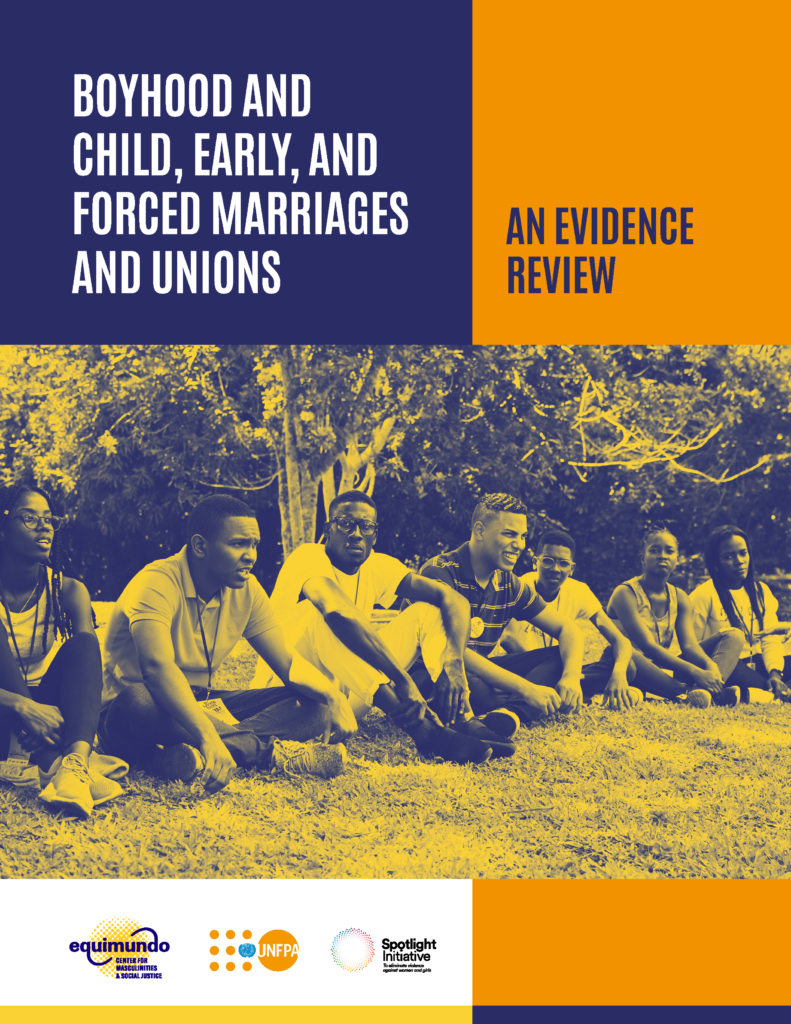 BOYHOOD AND
CHILD, EARLY, AND
FORCED MARRIAGES
AND UNIONS
AN EVIDENCE
REVIEW
equimundo
CENTER FOR
MASCULINITIES
& SOCIAL JUSTICE
UNFPA
Spotlight
Initiative
To eliminate violence
against women and girls